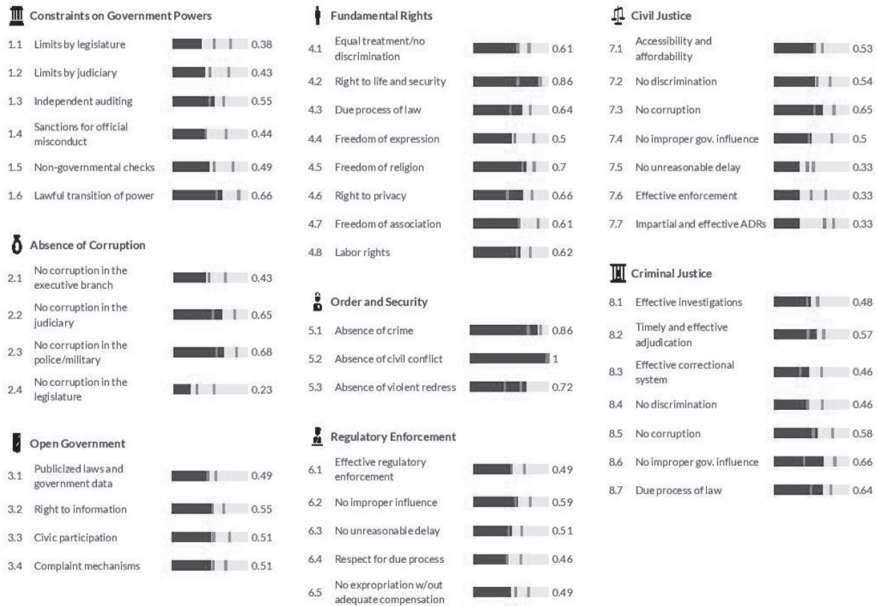 Constraints on Government Powers
1.1 Limits by legislature 0.38
1.2 Limits by judiciary 0.43
1.3 Independent auditing 0.55
1.4 Sanctions for official
misconduct 0.44
1.5 Non-governmental checks 0.49
1.6 Lawful transition of power 0.66
Absence of Corruption
2.1 No corruption in the
executive branch 0.43
2.2 No corruption in the
judiciary 0.65
2.3 No corruption in the
police/military 0.68
2.4 No corruption in the
legislature 0.23
Open Government
3.1 Publicized laws and
government data 0.49
3.2 Right to information 0.55
3.3 Civic participation 0.51
3.4 Complaint mechanisms 0.51
Fundamental Rights
4.1 Equal treatment/no
discrimination 0.61
4.2 Right to life and security 0.86
4.3 Due process of law 0.64
4.4 Freedom of expression 0.5
4.5 Freedom of religion 0.7
4.6 Right to privacy 0.66
4.7 Freedom of association 0.61
4.8 Labor rights 0.62
Order and Security
5.1 Absence of crime 0.86
5.2 Absence of civil conflict 1
5.3 Absence of violent redress 0.72
Regulatory Enforcement
6.1 Effective regulatory
enforcement 0.49
6.2 No improper influence 0.59
6.3 No unreasonable delay 0.51
6.4 Respect for due process 0.46
6.5 No expropriation w/out
adequate compensation 0.49
Civil Justice
7.1 Accessibility and
affordability 0.53
7.2 No discrimination 0.54
7.3 No corruption 0.65
7.4 No improper gov. influence 0.5
7.5 No unreasonable delay 0.33
7.6 Effective enforcement 0.33
7.7 Impartial and effective ADRs 0.33
Criminal Justice
8.1 Effective investigations 0.48
8.2 Timely and effective
adjudication 0.57
8.3 Effective correctional
system 0.46
8.4 No discrimination 0.46
8.5 No corruption 0.58
8.6 No improper gov. influence 0.66
8.7 Due process of law 0.64